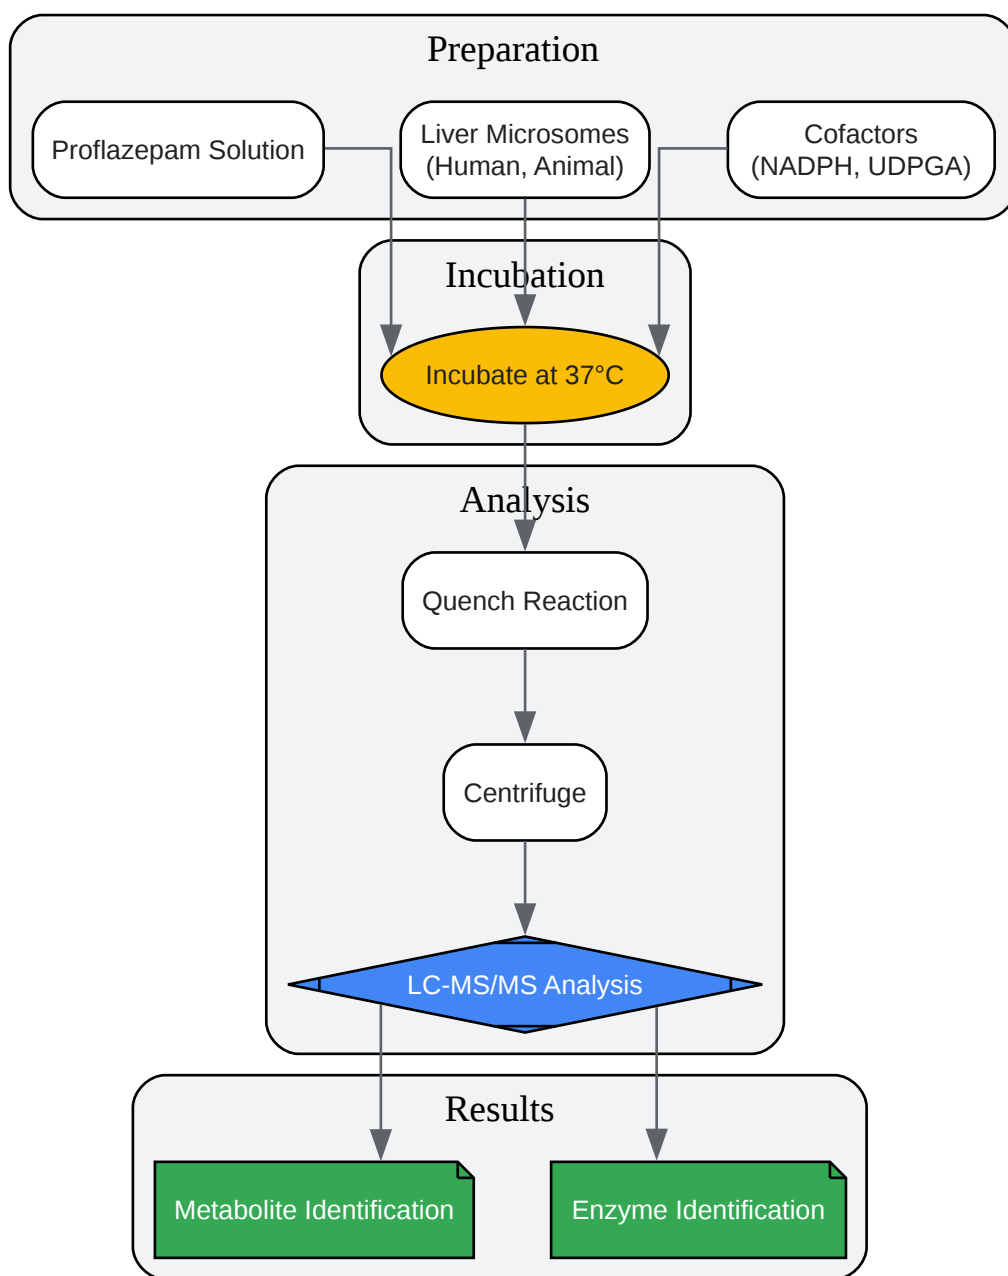 Preparation
Proflazepam Solution
Liver Microsomes
(Human, Animal)
Cofactors
(NADPH, UDPGA)
Incubation
Incubate at 37°C
Analysis
Quench Reaction
Centrifuge
LC-MS/MS Analysis
Results
Metabolite Identification
Enzyme Identification